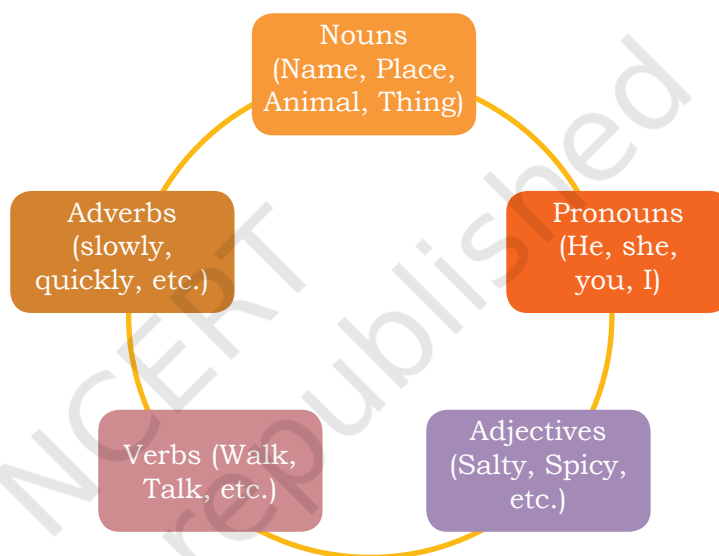 Nouns
(Name, Place,
Animal, Thing)
Pronouns
(He, she,
you, I)
Adjectives
(Salty, Spicy,
etc.)
Verbs (Walk,
Talk, etc.)
Adverbs
(slowly,
quickly, etc.)
NCERT
republished